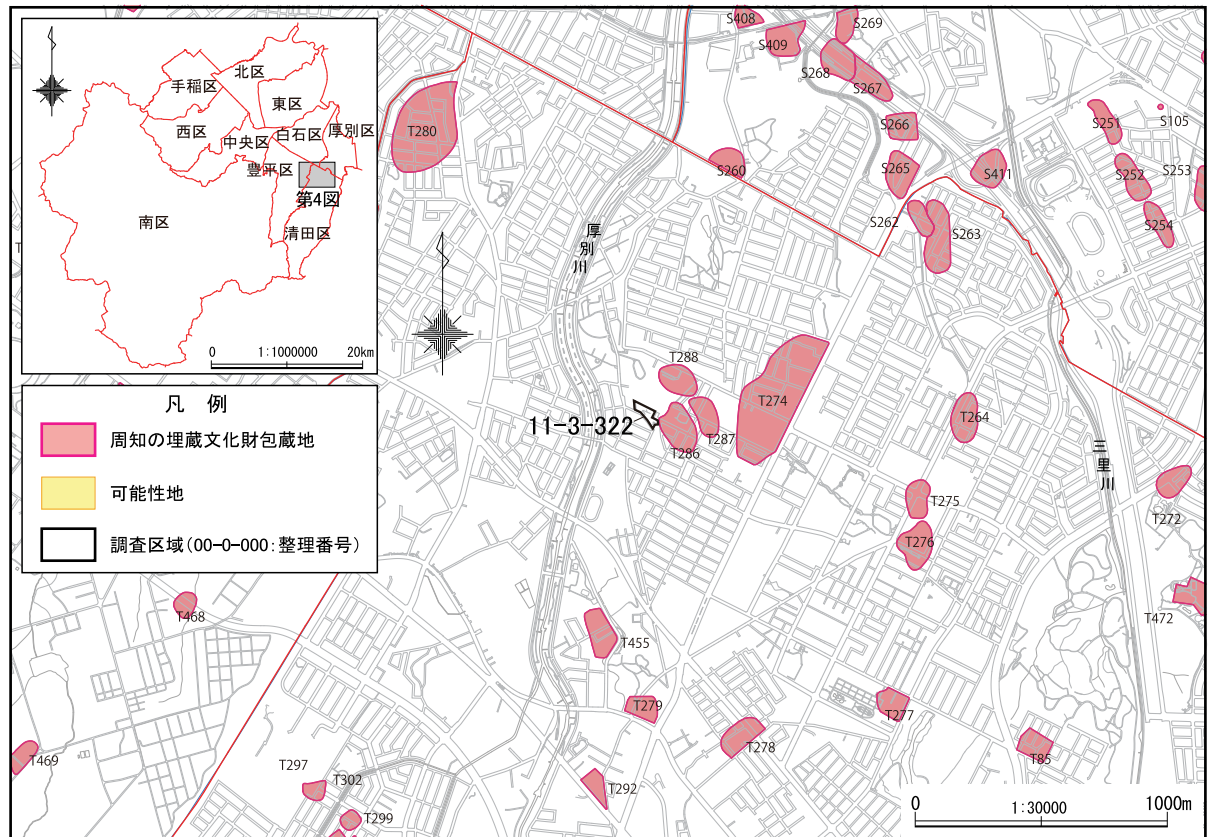 手稲区
北区
東区
西区
中央区
白石区
厚別区
豊平区
第4図
南区
清田区
0
1:1000000
20km
凡 例
周知の埋蔵文化財包蔵地
可能性地
調査区域(00-0-000:整理番号)
S408
S409
S269
S268
S267
S266
S265
S260
S262
S263
S411
S251
S105
S252
S253
S254
T280
厚別川
T288
T274
11-3-322
T287
T286
T264
三里川
T275
T276
T272
T472
T468
T455
T279
T278
T277
T85
T469
T297
T302
T299
T292
0
1:30000
1000m